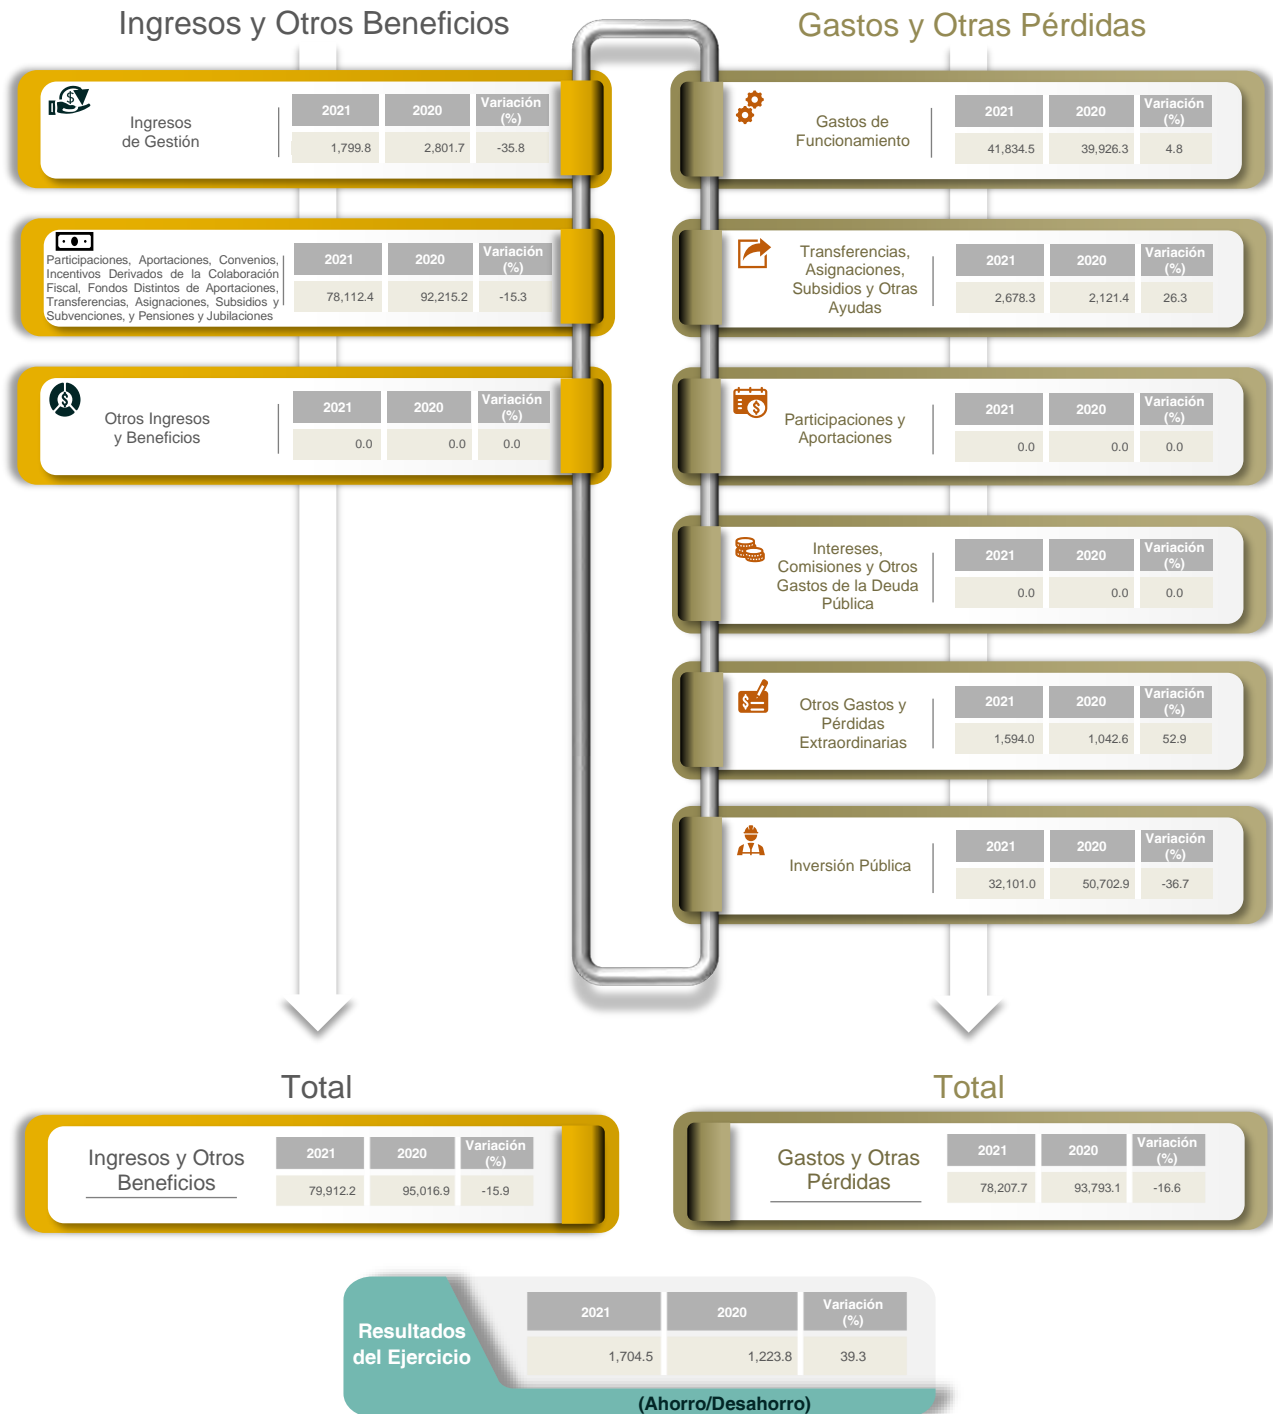 Ingresos y Otros Beneficios
Ingresos
de Gestión
2021 2020 Variación (%)
1,799.8 2,801.7 -35.8
Participaciones, Aportaciones, Convenios,
Incentivos Derivados de la Colaboración
Fiscal, Fondos Distintos de Aportaciones,
Transferencias, Asignaciones, Subsidios y
Subvenciones, y Pensiones y Jubilaciones
2021 2020 Variación (%)
78,112.4 92,215.2 -15.3
Otros Ingresos
y Beneficios
2021 2020 Variación (%)
0.0 0.0 0.0
Gastos y Otras Pérdidas
Gastos de
Funcionamiento
2021 2020 Variación (%)
41,834.5 39,926.3 4.8
Transferencias,
Asignaciones,
Subsidios y Otras
Ayudas
2021 2020 Variación (%)
2,678.3 2,121.4 26.3
Participaciones y
Aportaciones
2021 2020 Variación (%)
0.0 0.0 0.0
Intereses,
Comisiones y Otros
Gastos de la Deuda
Pública
2021 2020 Variación (%)
0.0 0.0 0.0
Otros Gastos y
Pérdidas
Extraordinarias
2021 2020 Variación (%)
1,594.0 1,042.6 52.9
Inversión Pública
2021 2020 Variación (%)
32,101.0 50,702.9 -36.7
Total
Ingresos y Otros
Beneficios
2021 2020 Variación (%)
79,912.2 95,016.9 -15.9
Total
Gastos y Otras
Pérdidas
2021 2020 Variación (%)
78,207.7 93,793.1 -16.6
Resultados
del Ejercicio
2021 2020 Variación (%)
1,704.5 1,223.8 39.3
(Ahorro/Desahorro)